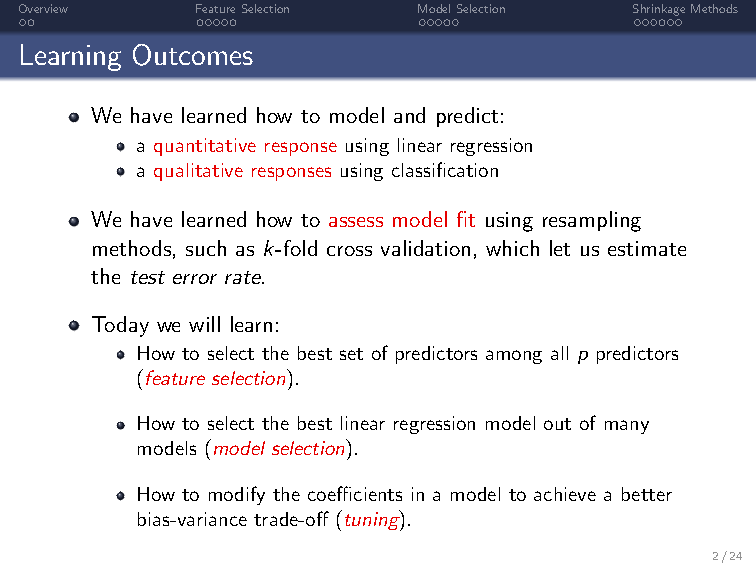 Overview Feature Selection Model Selection Shrinkage Methods
Learning Outcomes
We have learned how to model and predict:
a quantitative response using linear regression
a qualitative responses using classification
We have learned how to assess model fit using resampling
methods, such as k-fold cross validation, which let us estimate
the test error rate.
Today we will learn:
How to select the best set of predictors among all p predictors
(feature selection).
How to select the best linear regression model out of many
models (model selection).
How to modify the coefficients in a model to achieve a better
bias-variance trade-off (tuning).
2 / 24